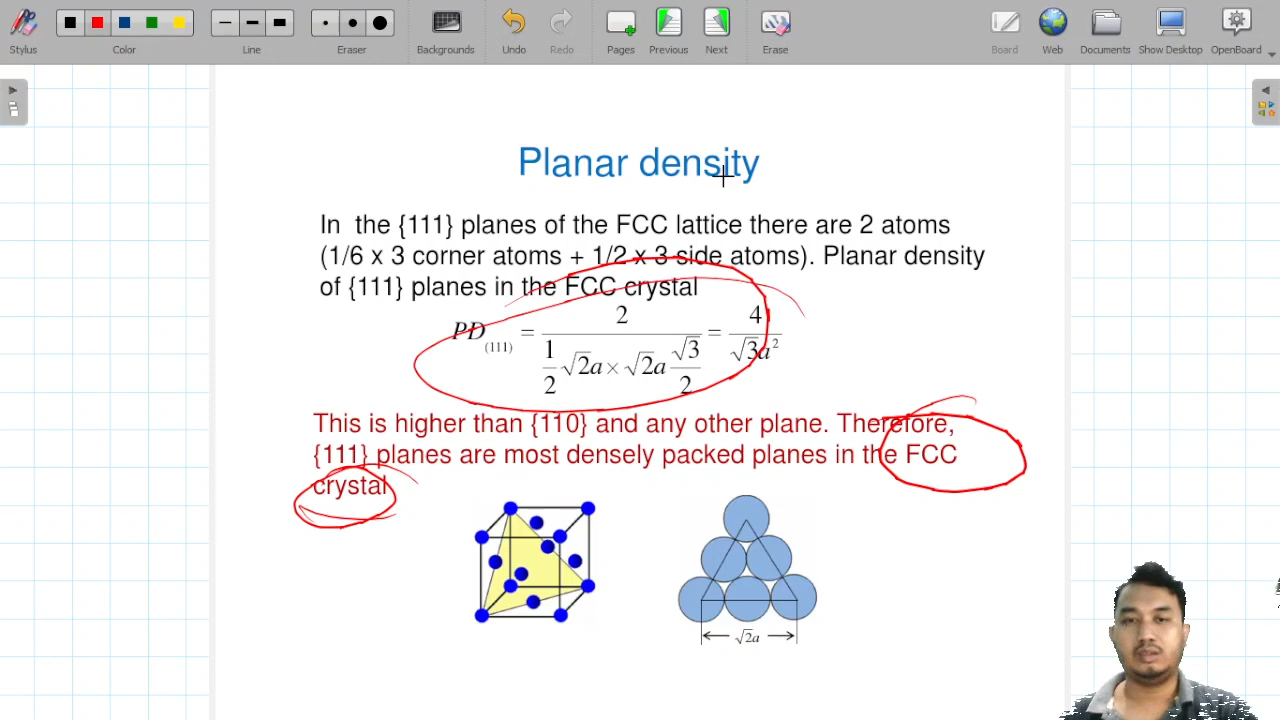 Stylus
Color
Line
Eraser
Backgrounds
Undo
Redo
Pages
Previous
Next
Erase
Board
Web
Documents
Show Desktop
OpenBoard
Planar density
In the {111} planes of the FCC lattice there are 2 atoms
(1/6 x 3 corner atoms + 1/2 x 3 side atoms). Planar density
of {111} planes in the FCC crystal
PD(111) = 2 / (1/2 √2a × √2a √3/2) = 4 / √3a²
This is higher than {110} and any other plane. Therefore,
{111} planes are most densely packed planes in the FCC
crystal
√2a